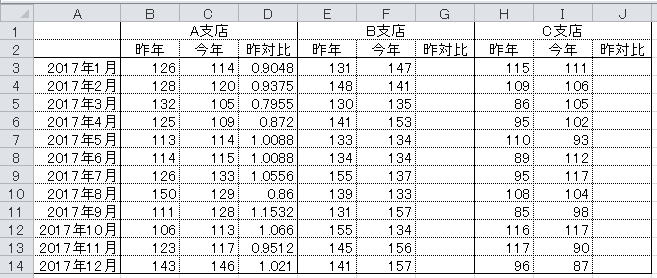 A B C D E F G H I J
1 A支店 B支店 C支店
2 昨年 今年 昨対比 昨年 今年 昨対比 昨年 今年 昨対比
3 2017年1月 126 114 0.9048 131 147 115 111
4 2017年2月 128 120 0.9375 148 141 109 106
5 2017年3月 132 105 0.7955 130 135 86 105
6 2017年4月 125 109 0.872 141 153 95 102
7 2017年5月 113 114 1.0088 133 134 110 93
8 2017年6月 114 115 1.0088 134 134 89 112
9 2017年7月 126 133 1.0556 155 137 95 117
10 2017年8月 150 129 0.86 139 133 108 104
11 2017年9月 111 128 1.1532 131 157 85 98
12 2017年10月 106 113 1.066 155 134 116 117
13 2017年11月 123 117 0.9512 145 156 117 90
14 2017年12月 143 146 1.021 141 157 96 87